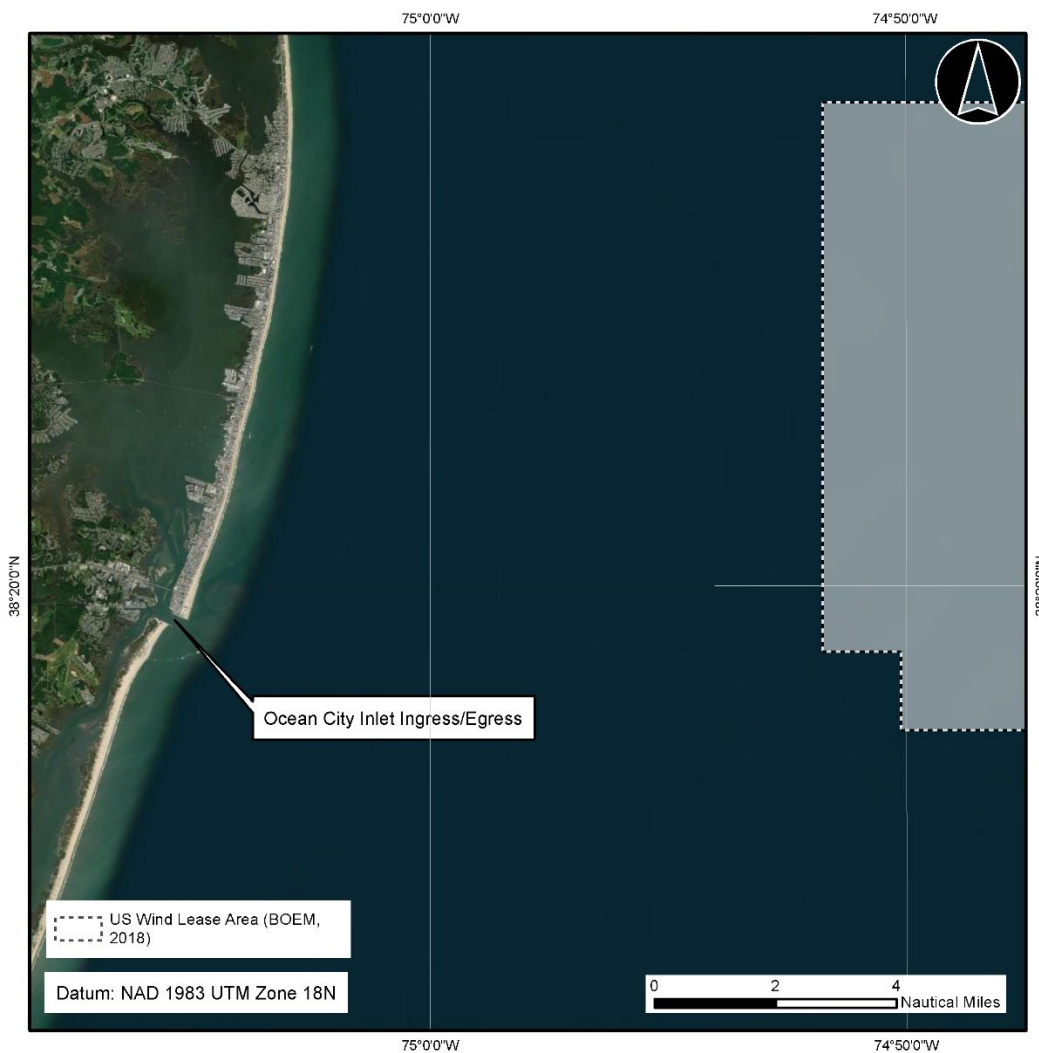 75°0'0"W
74°50'0"W
38°20'0"N
Ocean City Inlet Ingress/Egress
US Wind Lease Area (BOEM,
2018)
Datum: NAD 1983 UTM Zone 18N
0 2 4
Nautical Miles
75°0'0"W
74°50'0"W